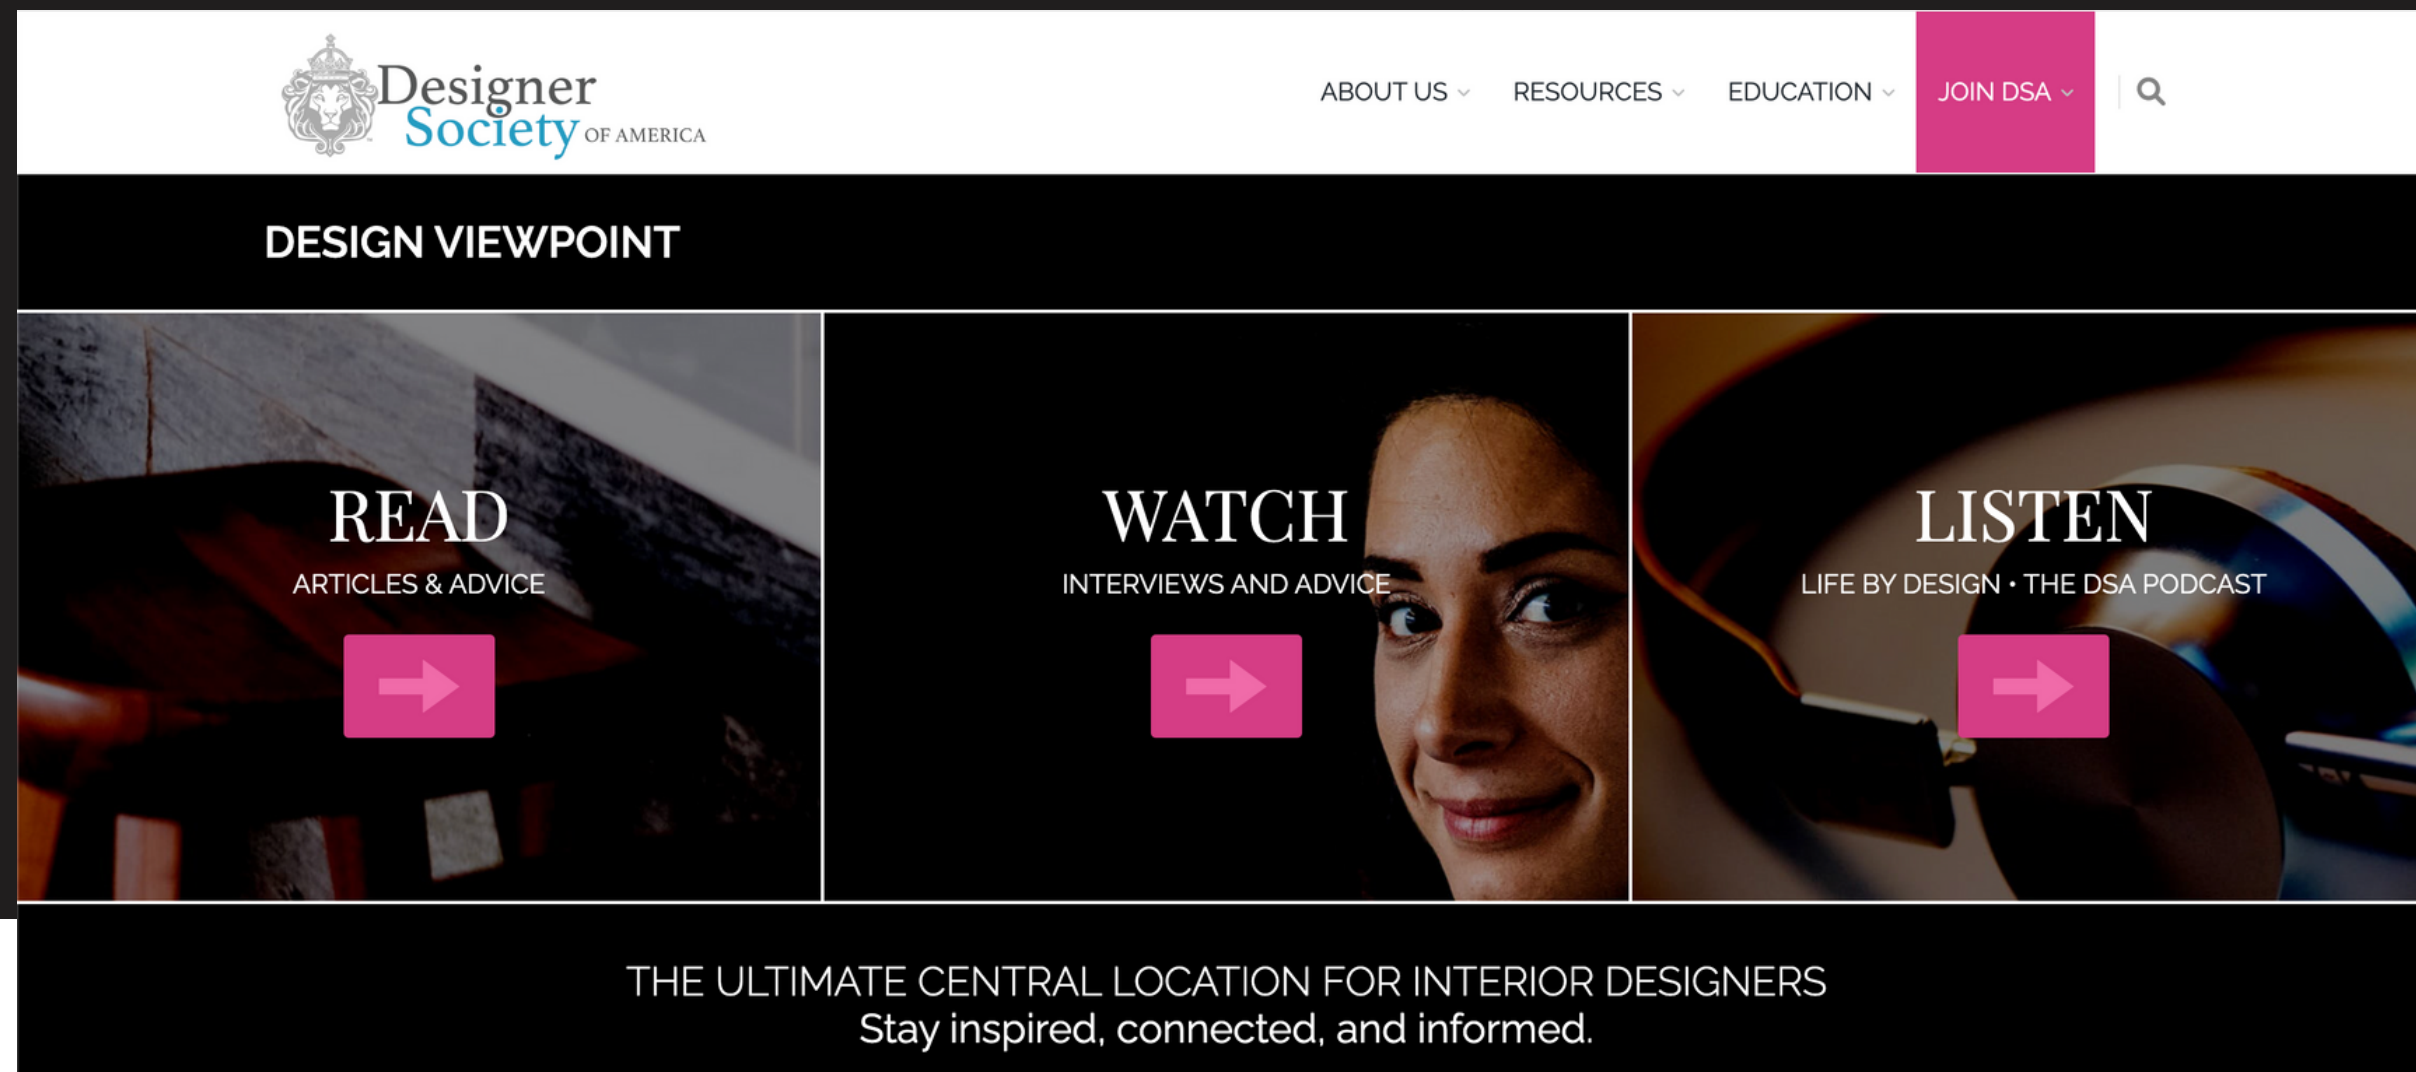 Designer
Society OF AMERICA
ABOUT US
RESOURCES
EDUCATION
JOIN DSA
DESIGN VIEWPOINT
READ
ARTICLES & ADVICE
WATCH
INTERVIEWS AND ADVICE
LISTEN
LIFE BY DESIGN • THE DSA PODCAST
THE ULTIMATE CENTRAL LOCATION FOR INTERIOR DESIGNERS
Stay inspired, connected, and informed.